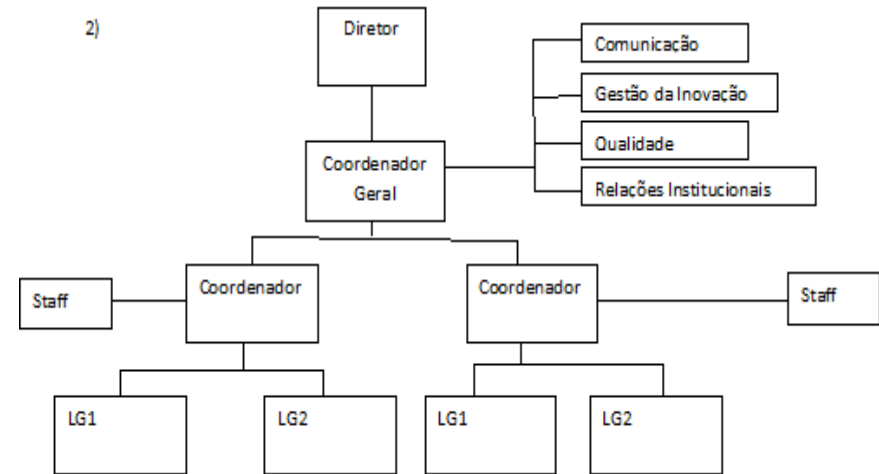 2)
Diretor
Comunicação
Gestão da Inovação
Qualidade
Relações Institucionais
Coordenador
Geral
Staff
Coordenador
Coordenador
Staff
LG1
LG2
LG1
LG2